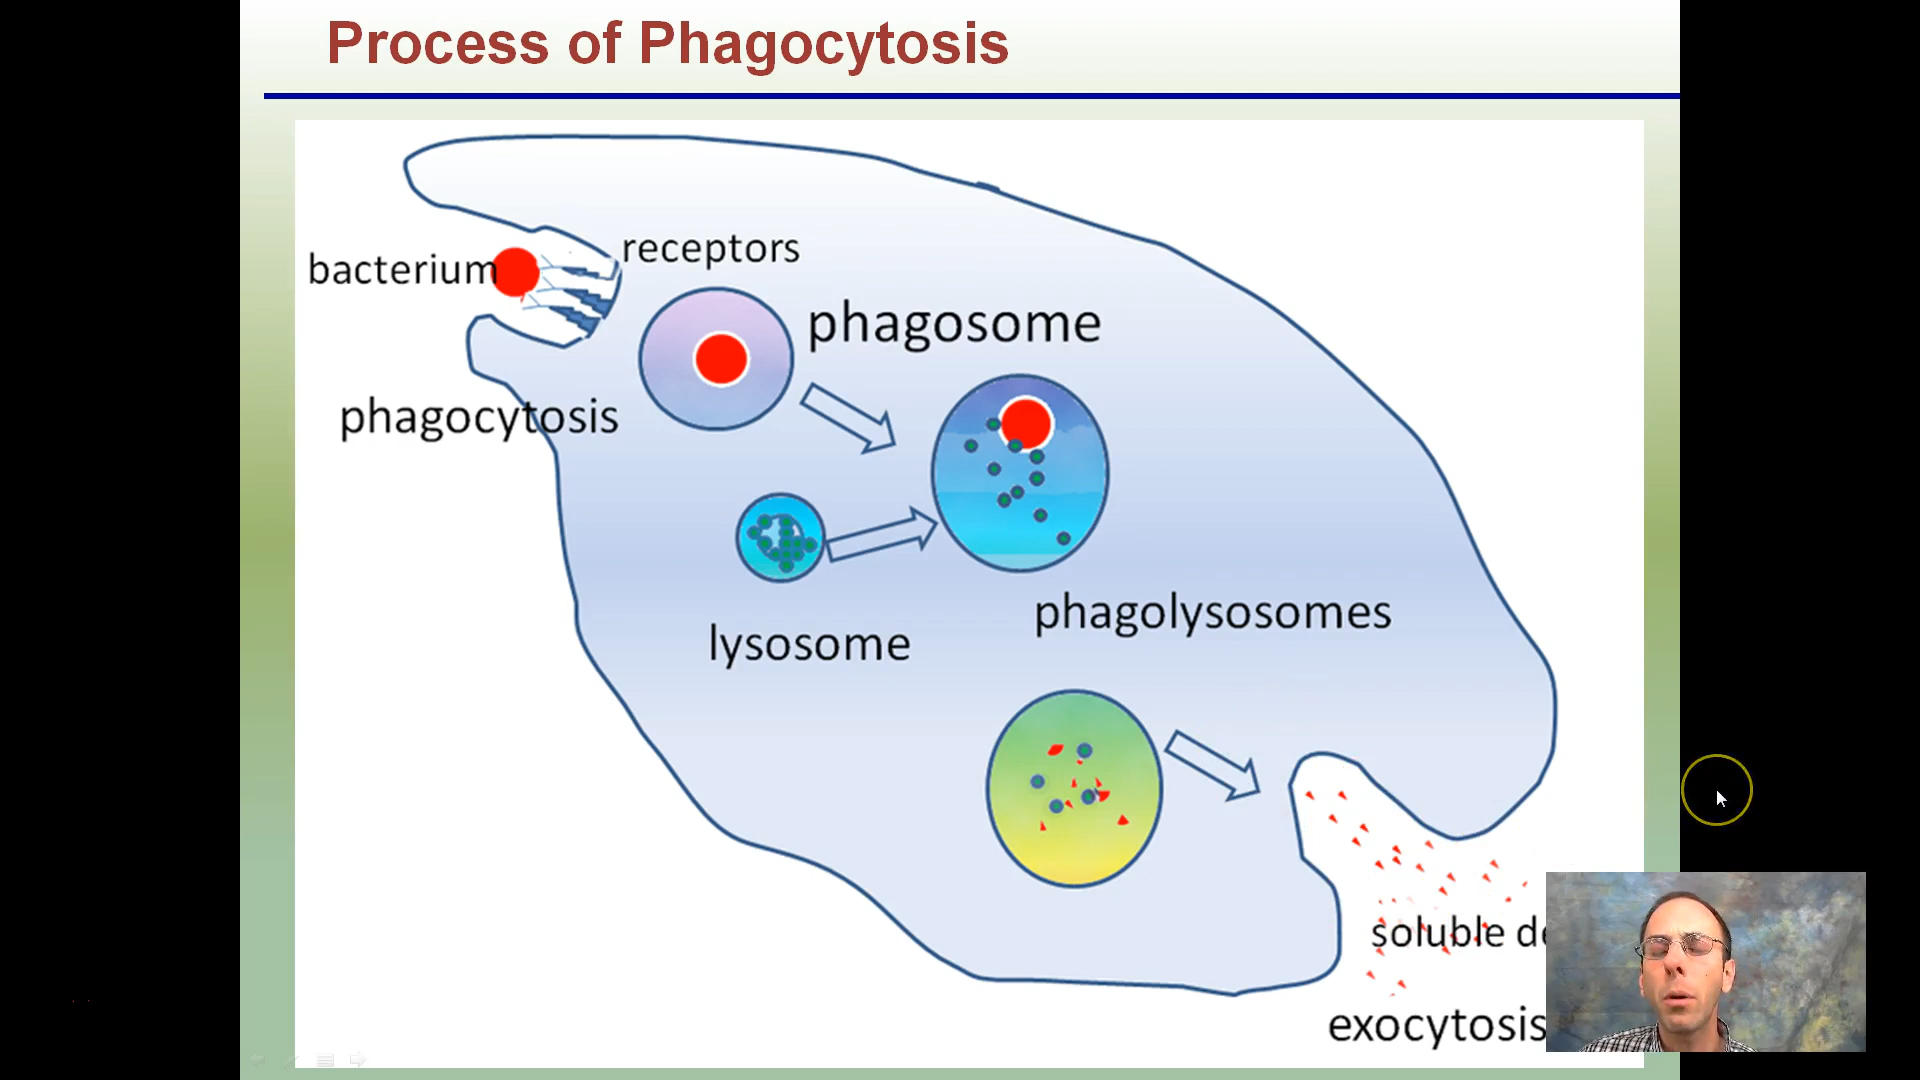 Process of Phagocytosis
bacterium
receptors
phagosome
phagocytosis
phagolysosomes
lysosome
soluble
exocytosis